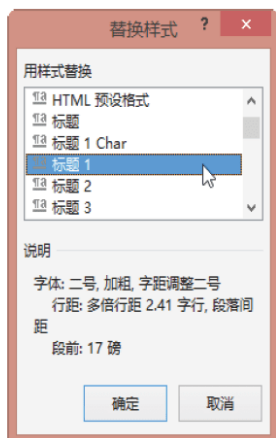 替换样式 ? ×
用样式替换
¶a HTML 预设格式
¶a 标题
¶a 标题 1 Char
标题 1
¶a 标题 2
¶a 标题 3
说明
字体: 二号, 加粗, 字距调整二号
行距: 多倍行距 2.41 字行, 段落间
距
段前: 17 磅
确定 取消